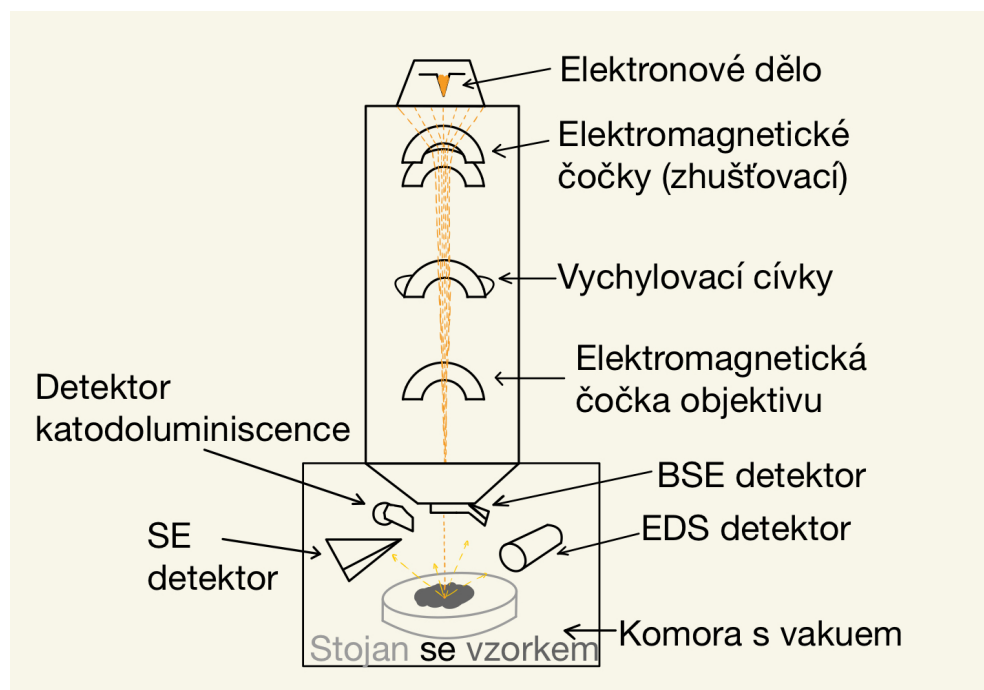 Elektronové dělo
Elektromagnetické
čočky (zhušťovací)
Vychylovací cívky
Elektromagnetická
čočka objektivu
Detektor
katodoluminiscence
BSE detektor
EDS detektor
SE
detektor
Komora s vakuem
Stojan se vzorkem